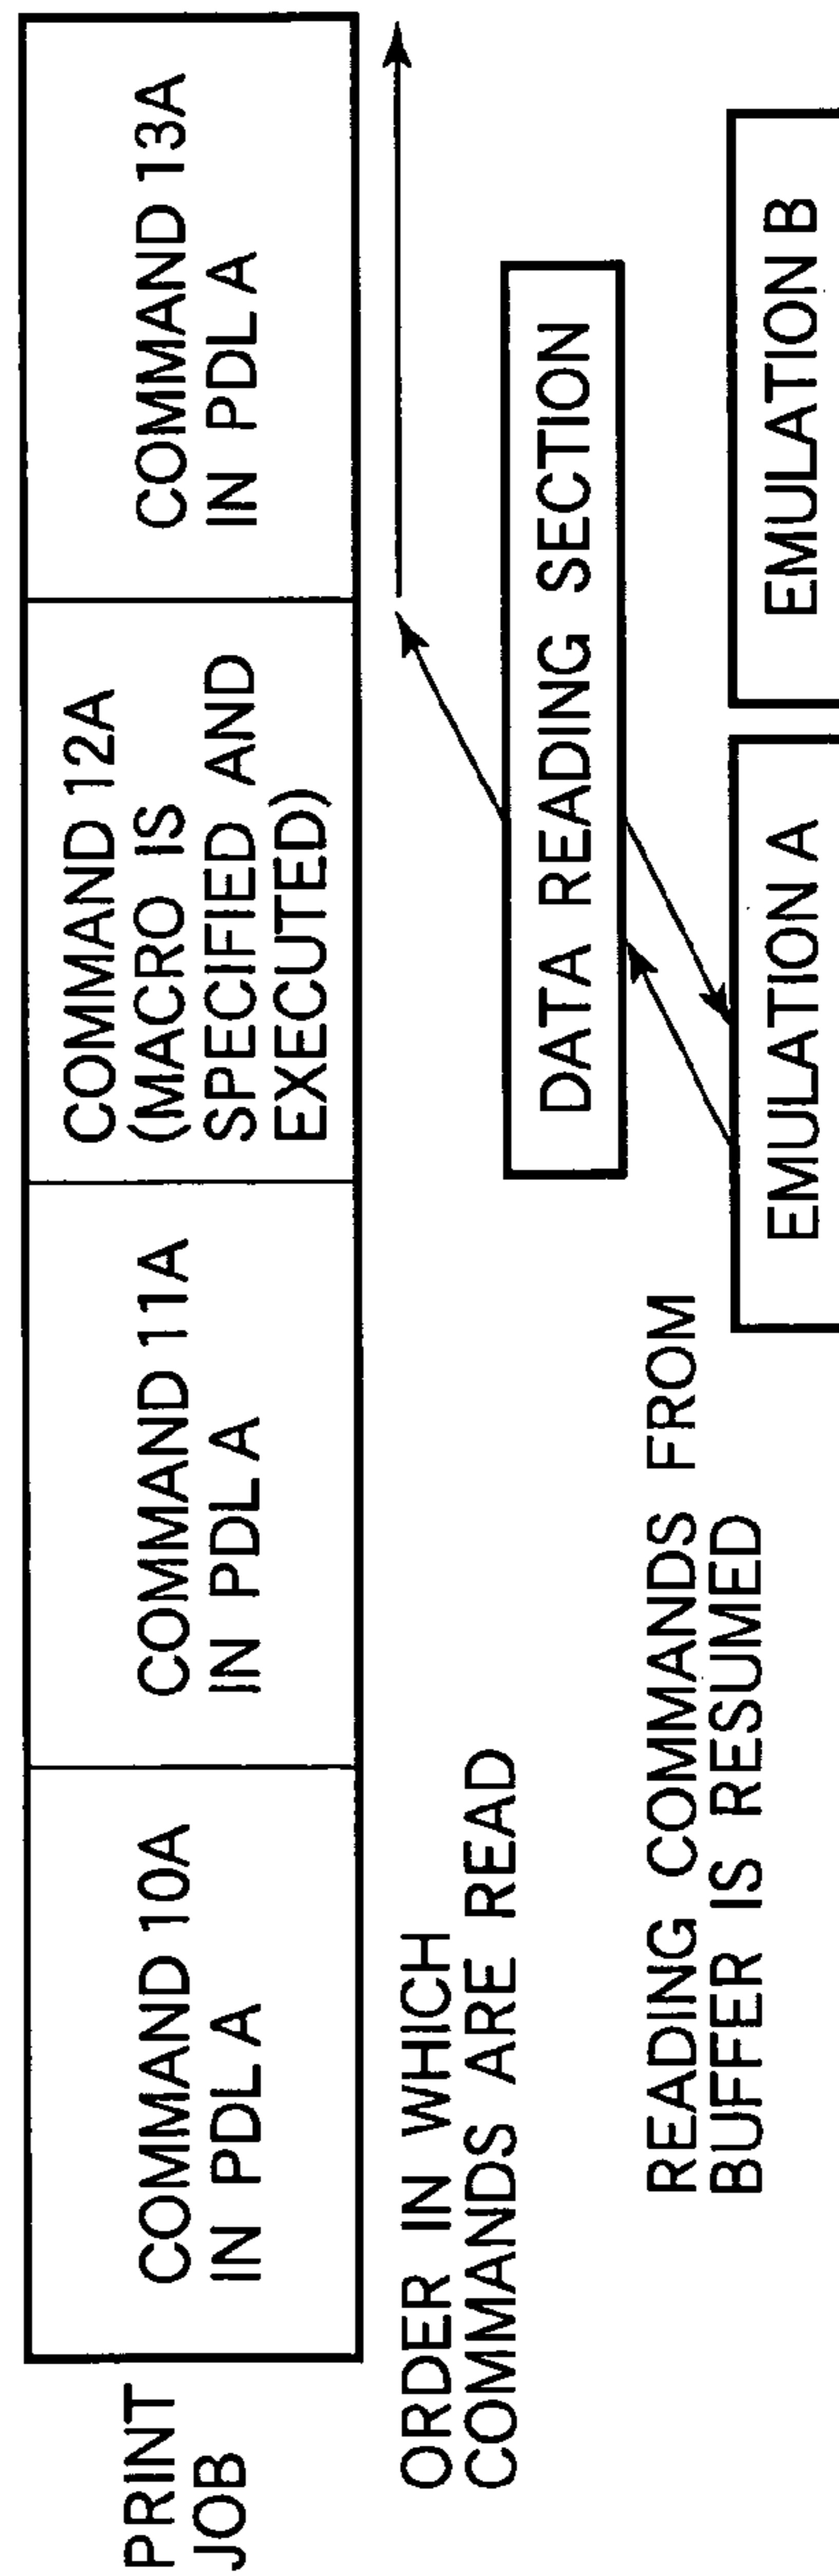 PRINT
JOB
COMMAND 10A
IN PDL A
COMMAND 11A
IN PDL A
COMMAND 12A
(MACRO IS
SPECIFIED AND
EXECUTED)
COMMAND 13A
IN PDL A
ORDER IN WHICH
COMMANDS ARE READ
DATA READING SECTION
READING COMMANDS FROM
BUFFER IS RESUMED
EMULATION A
EMULATION B